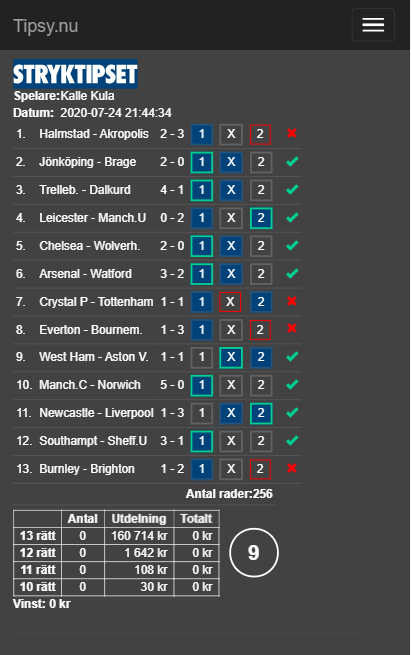 Tipsy.nu
STRYKTIPSET
Spelare:Kalle Kula
Datum: 2020-07-24 21:44:34
1. Halmstad - Akropolis 2 - 3 1 X 2
2. Jönköping - Brage 2 - 0 1 X 2
3. Trelleb. - Dalkurd 4 - 1 1 X 2
4. Leicester - Manch.U 0 - 2 1 X 2
5. Chelsea - Wolverh. 2 - 0 1 X 2
6. Arsenal - Watford 3 - 2 1 X 2
7. Crystal P - Tottenham 1 - 1 1 X 2
8. Everton - Bournem. 1 - 3 1 X 2
9. West Ham - Aston V. 1 - 1 1 X 2
10. Manch.C - Norwich 5 - 0 1 X 2
11. Newcastle - Liverpool 1 - 3 1 X 2
12. Southampt - Sheff.U 3 - 1 1 X 2
13. Burnley - Brighton 1 - 2 1 X 2
Antal rader:256
Antal Utdelning Totalt
13 rätt 0 160 714 kr 0 kr
12 rätt 0 1 642 kr 0 kr
11 rätt 0 108 kr 0 kr
10 rätt 0 30 kr 0 kr
9
Vinst: 0 kr